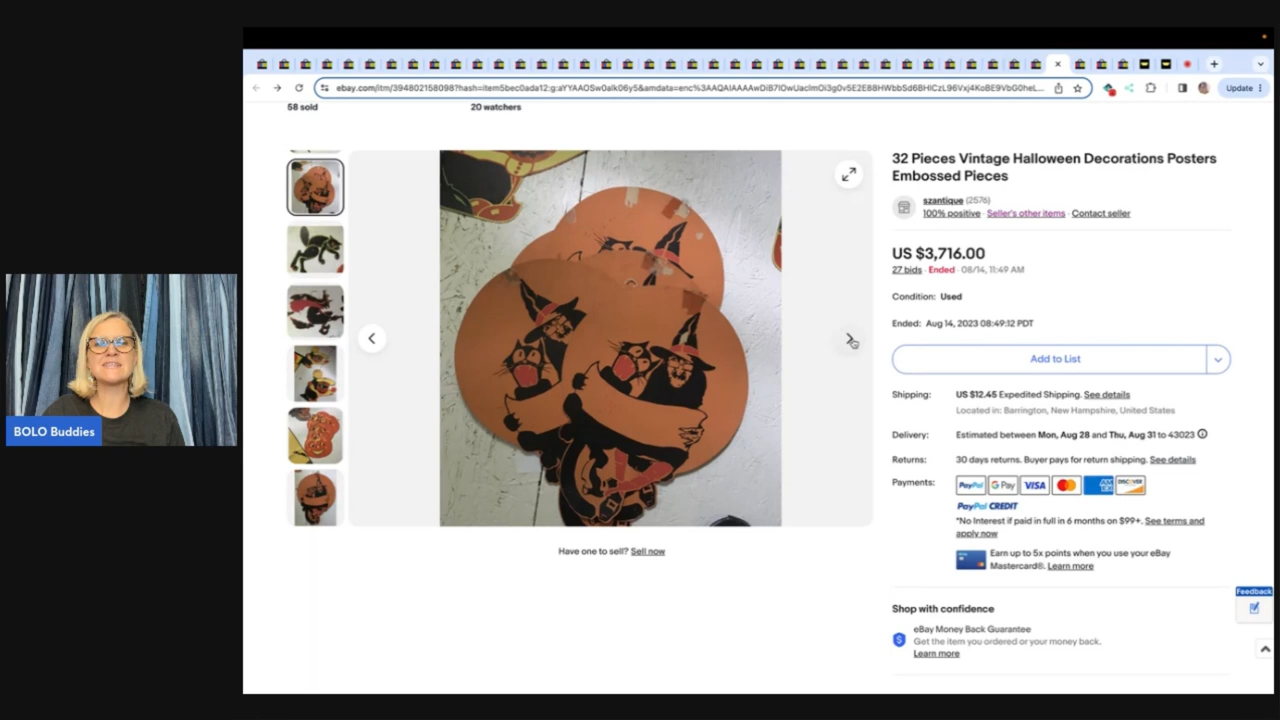 Update
58 sold
20 watchers
32 Pieces Vintage Halloween Decorations Posters
Embossed Pieces
szantique (2576)
100% positive · Seller's other items · Contact seller
US $3,716.00
27 bids · Ended · 08/14, 11:49 AM
Condition: Used
Ended: Aug 14, 2023 08:49:12 PDT
Add to List
Shipping: US $12.45 Expedited Shipping. See details
Located in: Barrington, New Hampshire, United States
Delivery: Estimated between Mon, Aug 28 and Thu, Aug 31 to 43023
Returns: 30 days returns. Buyer pays for return shipping. See details
Payments: PayPal G Pay VISA MasterCard AM EX DISCOVER
PayPal CREDIT
*No Interest if paid in full in 6 months on $99+. See terms and
apply now
Earn up to 5x points when you use your eBay
Mastercard®. Learn more
Have one to sell? Sell now
Feedback
Shop with confidence
eBay Money Back Guarantee
Get the item you ordered or your money back.
Learn more
BOLO Buddies